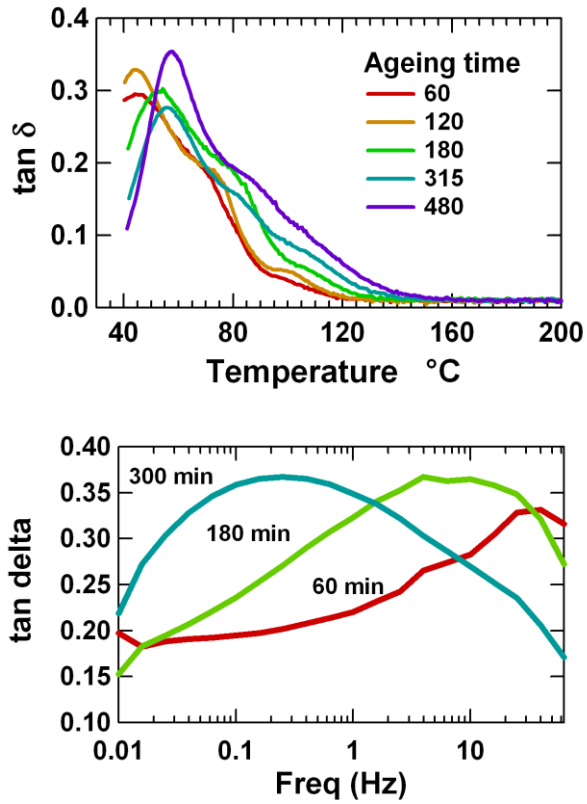 0.4
0.3
0.2
0.1
0.0
tan δ
Ageing time
60
120
180
315
480
40 80 120 160 200
Temperature °C
0.40
0.35
0.30
0.25
0.20
0.15
0.10
tan delta
300 min
180 min
60 min
0.01 0.1 1 10
Freq (Hz)